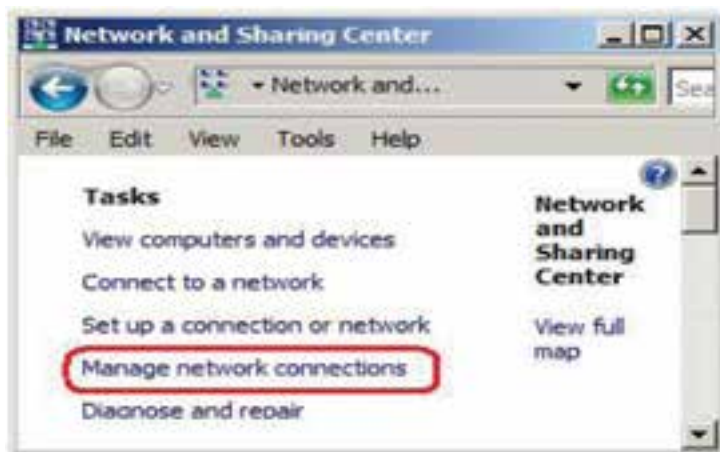 Network and Sharing Center
Network and...
Sea
File Edit View Tools Help
Tasks
View computers and devices
Connect to a network
Set up a connection or network
Manage network connections
Diagnose and repair
Network
and
Sharing
Center
View full
map